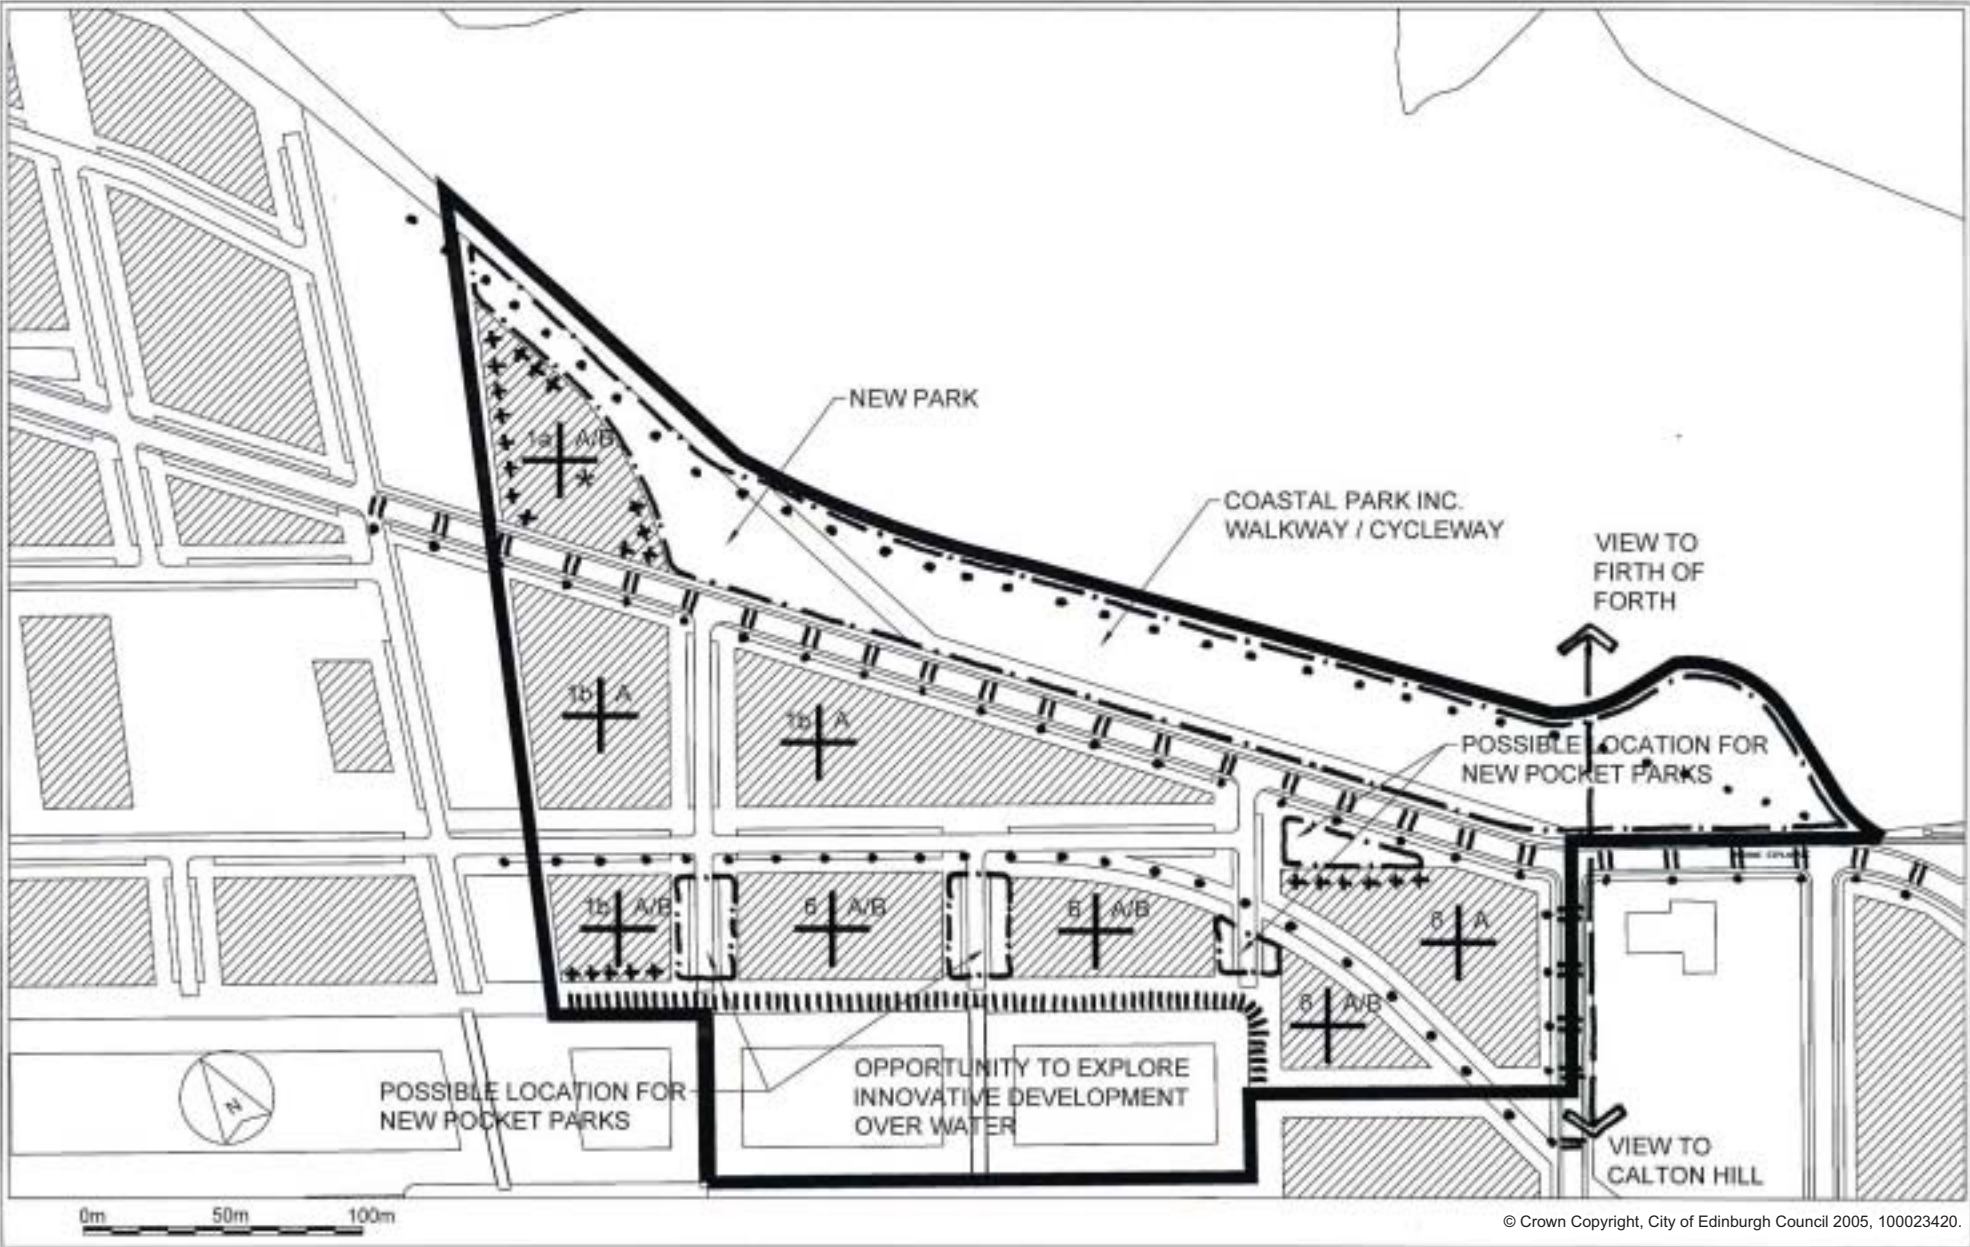 NEW PARK
COASTAL PARK INC.
WALKWAY / CYCLEWAY
VIEW TO
FIRTH OF
FORTH
1a A/B
*
1b A
1b A
POSSIBLE LOCATION FOR
NEW POCKET PARKS
1b A/B
6 A/B
6 A/B
6 A
6 A/B
N
POSSIBLE LOCATION FOR
NEW POCKET PARKS
OPPORTUNITY TO EXPLORE
INNOVATIVE DEVELOPMENT
OVER WATER
VIEW TO
CALTON HILL
0m 50m 100m
© Crown Copyright, City of Edinburgh Council 2005, 100023420.